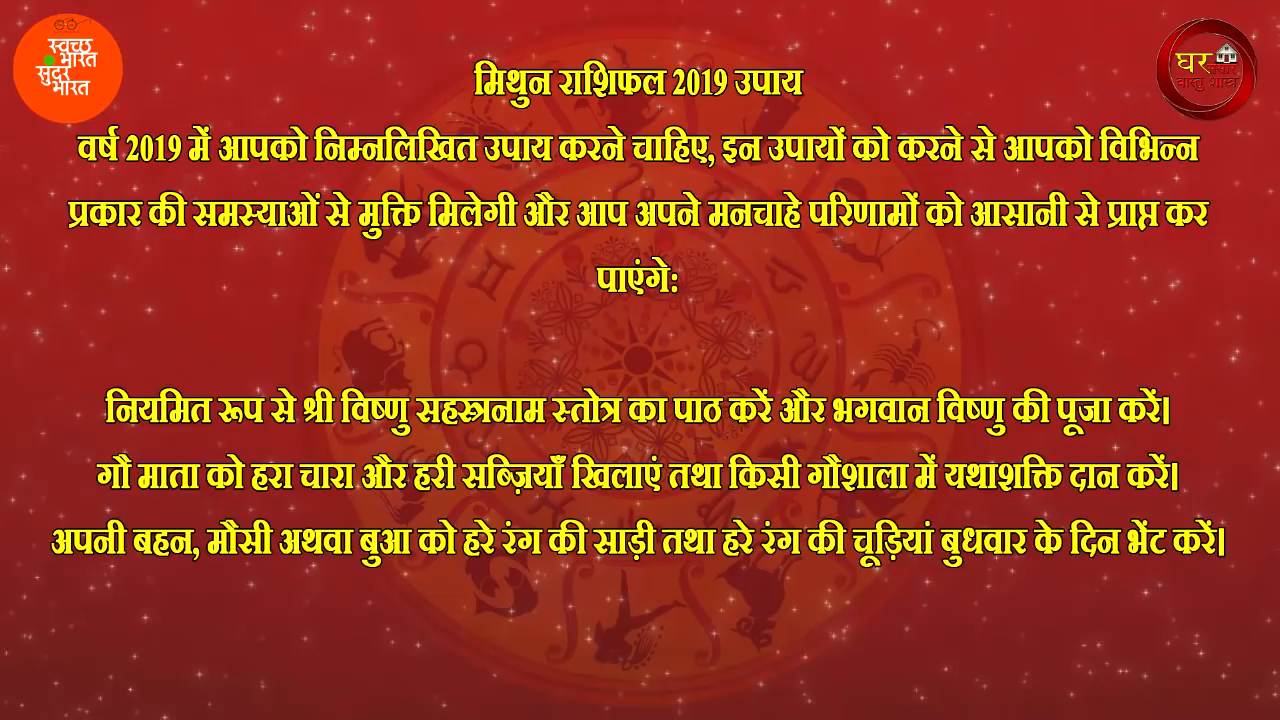 स्वच्छ
भारत
सुंदर
भारत
घर
वास्तु शास्त्र
मिथुन राशिफल 2019 उपाय
वर्ष 2019 में आपको निम्नलिखित उपाय करने चाहिए, इन उपायों को करने से आपको विभिन्न
प्रकार की समस्याओं से मुक्ति मिलेगी और आप अपने मनचाहे परिणामों को आसानी से प्राप्त कर
पाएंगे:
नियमित रूप से श्री विष्णु सहस्त्रनाम स्तोत्र का पाठ करें और भगवान विष्णु की पूजा करें।
गौ माता को हरा चारा और हरी सब्ज़ियाँ खिलाएं तथा किसी गौशाला में यथाशक्ति दान करें।
अपनी बहन, मौसी अथवा बुआ को हरे रंग की साड़ी तथा हरे रंग की चूड़ियां बुधवार के दिन भेंट करें।